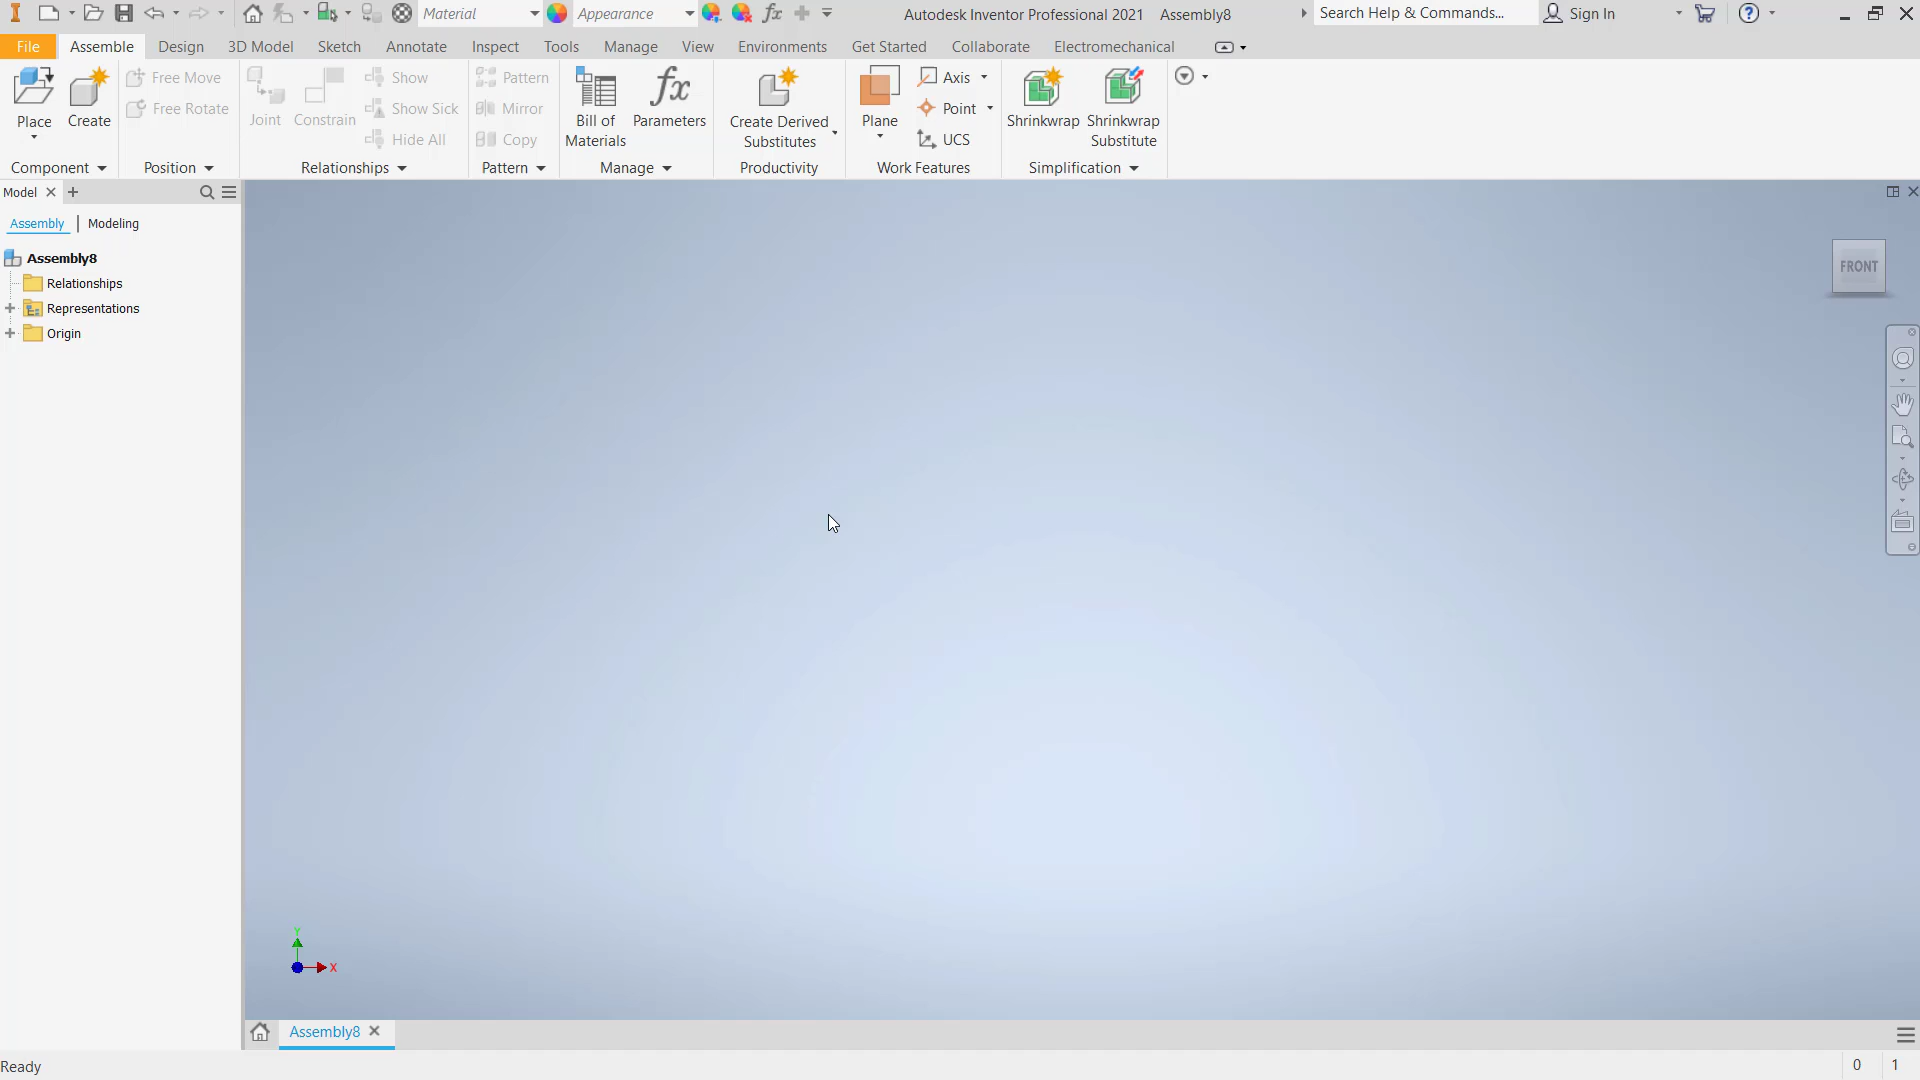 Material
Appearance
Autodesk Inventor Professional 2021 Assembly8
Search Help & Commands...
Sign In
File
Assemble
Design
3D Model
Sketch
Annotate
Inspect
Tools
Manage
View
Environments
Get Started
Collaborate
Electromechanical
Place
Create
Component
Free Move
Free Rotate
Position
Joint
Constrain
Show
Show Sick
Hide All
Relationships
Pattern
Mirror
Copy
Pattern
Bill of
Materials
Parameters
Manage
Create Derived
Substitutes
Productivity
Plane
Axis
Point
UCS
Work Features
Shrinkwrap
Shrinkwrap
Substitute
Simplification
Model
Assembly | Modeling
Assembly8
Relationships
Representations
Origin
FRONT
Y
X
Assembly8
Ready
0
1